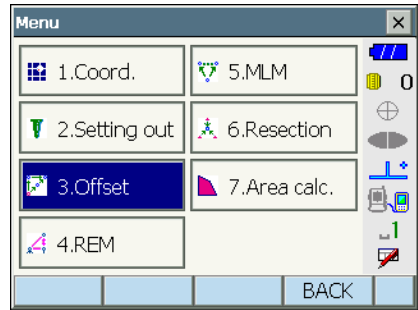 Menu
1.Coord.
5.MLM
2.Setting out
6.Resection
3.Offset
7.Area calc.
4.REM
BACK
0
1